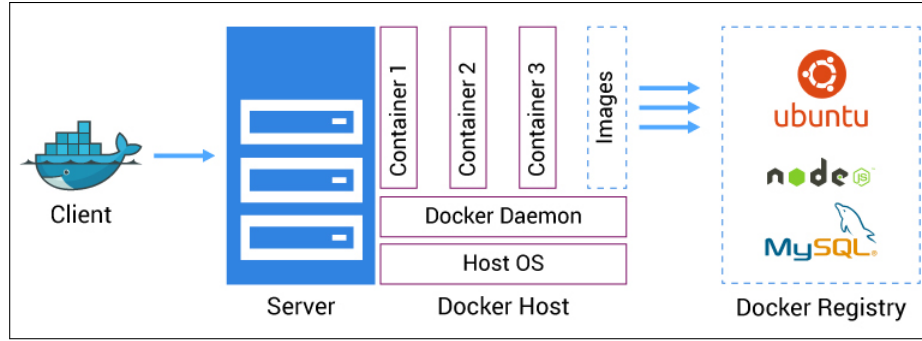 Client
Server
Container 1
Container 2
Container 3
Images
Docker Daemon
Host OS
Docker Host
ubuntu
node
JS
MySQL®
Docker Registry